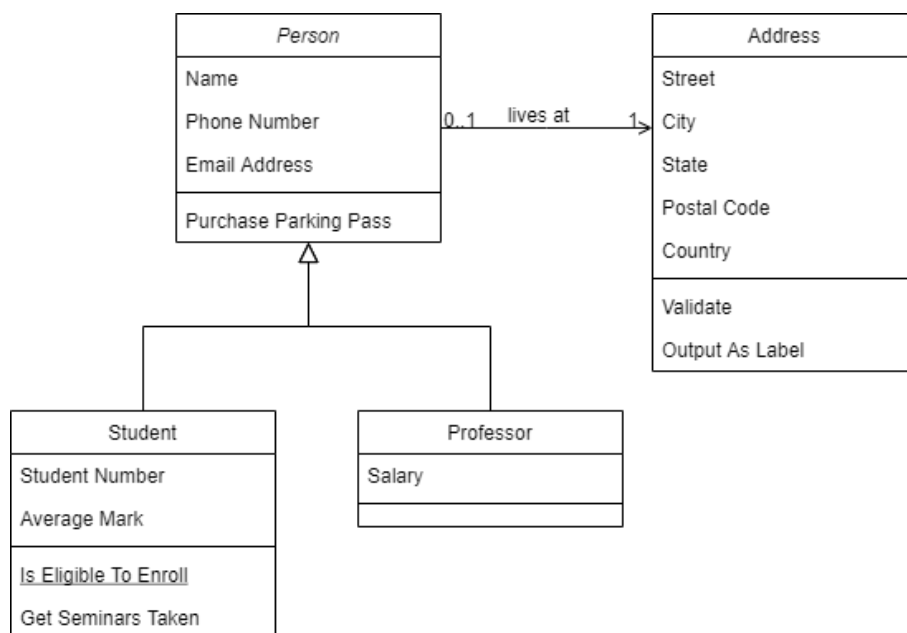 Person
Name
Phone Number
Email Address
Purchase Parking Pass
0..1 lives at 1
Address
Street
City
State
Postal Code
Country
Validate
Output As Label
Student
Student Number
Average Mark
Is Eligible To Enroll
Get Seminars Taken
Professor
Salary